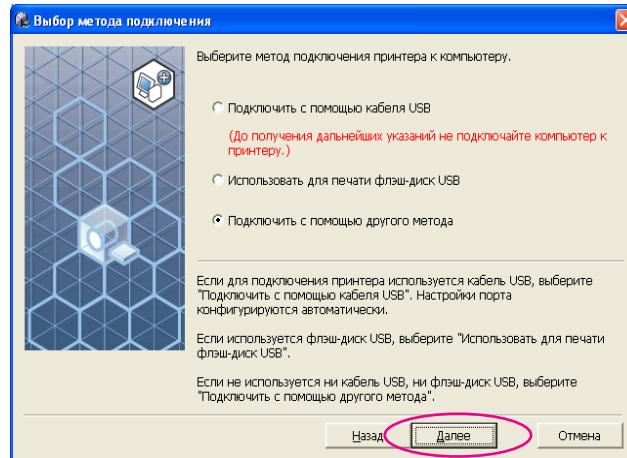 Выбор метода подключения
Выберите метод подключения принтера к компьютеру.
Подключить с помощью кабеля USB
(До получения дальнейших указаний не подключайте компьютер к
принтеру.)
Использовать для печати флэш-диск USB
Подключить с помощью другого метода
Если для подключения принтера используется кабель USB, выберите
"Подключить с помощью кабеля USB". Настройки порта
конфигурируются автоматически.
Если используется флэш-диск USB, выберите "Использовать для печати
флэш-диск USB".
Если не используется ни кабель USB, ни флэш-диск USB, выберите
"Подключить с помощью другого метода".
Назад Далее Отмена